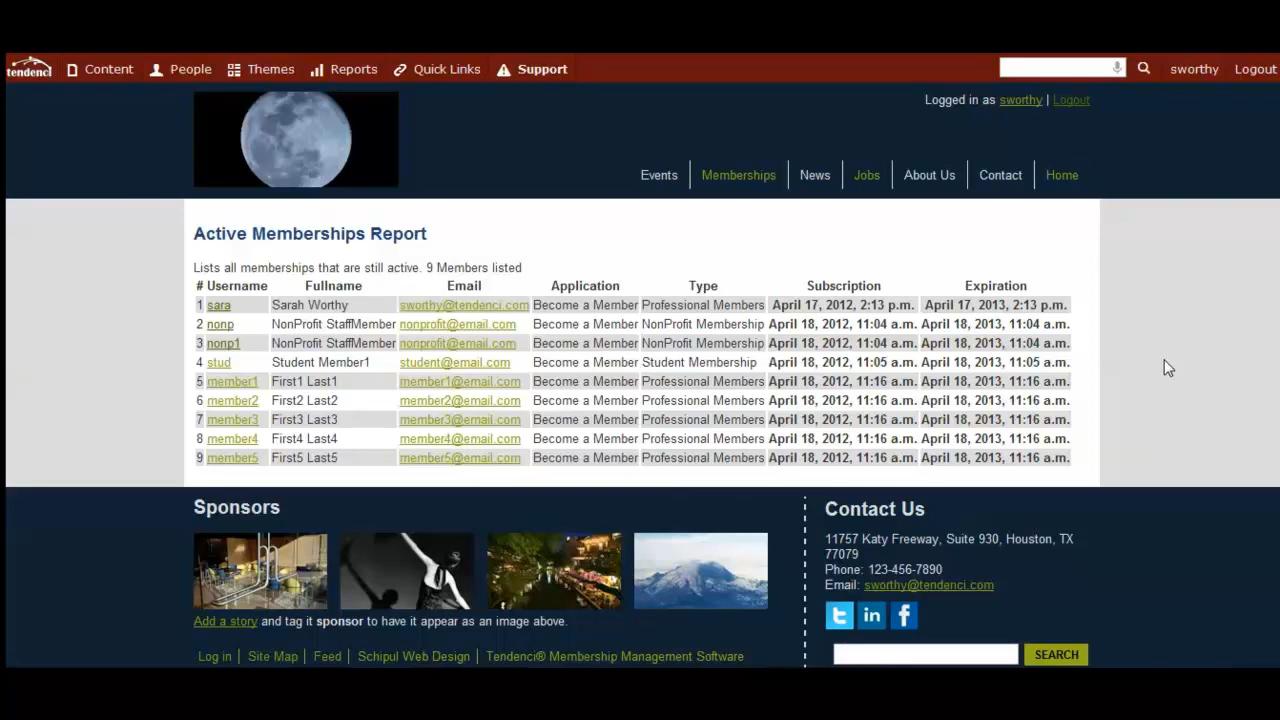 tendenci Content People Themes Reports Quick Links Support sworthy Logout
Logged in as sworthy | Logout
Events Memberships News Jobs About Us Contact Home
Active Memberships Report
Lists all memberships that are still active. 9 Members listed
# Username Fullname Email Application Type Subscription Expiration
1 sara Sarah Worthy sworthy@tendenci.com Become a Member Professional Members April 17, 2012, 2:13 p.m. April 17, 2013, 2:13 p.m.
2 nonp NonProfit StaffMember nonprofit@email.com Become a Member NonProfit Membership April 18, 2012, 11:04 a.m. April 18, 2013, 11:04 a.m.
3 nonp1 NonProfit StaffMember nonprofit@email.com Become a Member NonProfit Membership April 18, 2012, 11:04 a.m. April 18, 2013, 11:04 a.m.
4 stud Student Member1 student@email.com Become a Member Student Membership April 18, 2012, 11:05 a.m. April 18, 2013, 11:05 a.m.
5 member1 First1 Last1 member1@email.com Become a Member Professional Members April 18, 2012, 11:16 a.m. April 18, 2013, 11:16 a.m.
6 member2 First2 Last2 member2@email.com Become a Member Professional Members April 18, 2012, 11:16 a.m. April 18, 2013, 11:16 a.m.
7 member3 First3 Last3 member3@email.com Become a Member Professional Members April 18, 2012, 11:16 a.m. April 18, 2013, 11:16 a.m.
8 member4 First4 Last4 member4@email.com Become a Member Professional Members April 18, 2012, 11:16 a.m. April 18, 2013, 11:16 a.m.
9 member5 First5 Last5 member5@email.com Become a Member Professional Members April 18, 2012, 11:16 a.m. April 18, 2013, 11:16 a.m.
Sponsors
Add a story and tag it sponsor to have it appear as an image above.
Log in | Site Map | Feed | Schipul Web Design | Tendenci® Membership Management Software
Contact Us
11757 Katy Freeway, Suite 930, Houston, TX
77079
Phone: 123-456-7890
Email: sworthy@tendenci.com
in f
SEARCH